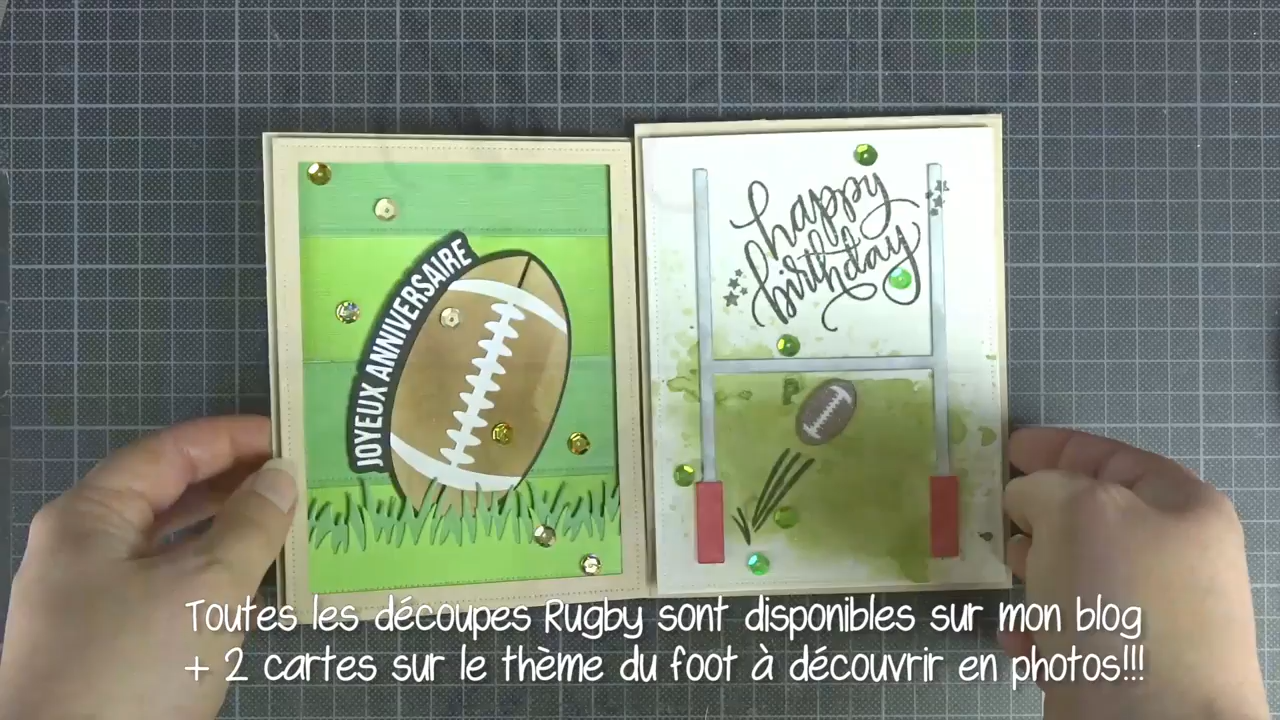 JOYEUX ANNIVERSAIRE
happy
birthday
Toutes les découpes Rugby sont disponibles sur mon blog
+ 2 cartes sur le thème du foot à découvrir en photos!!!